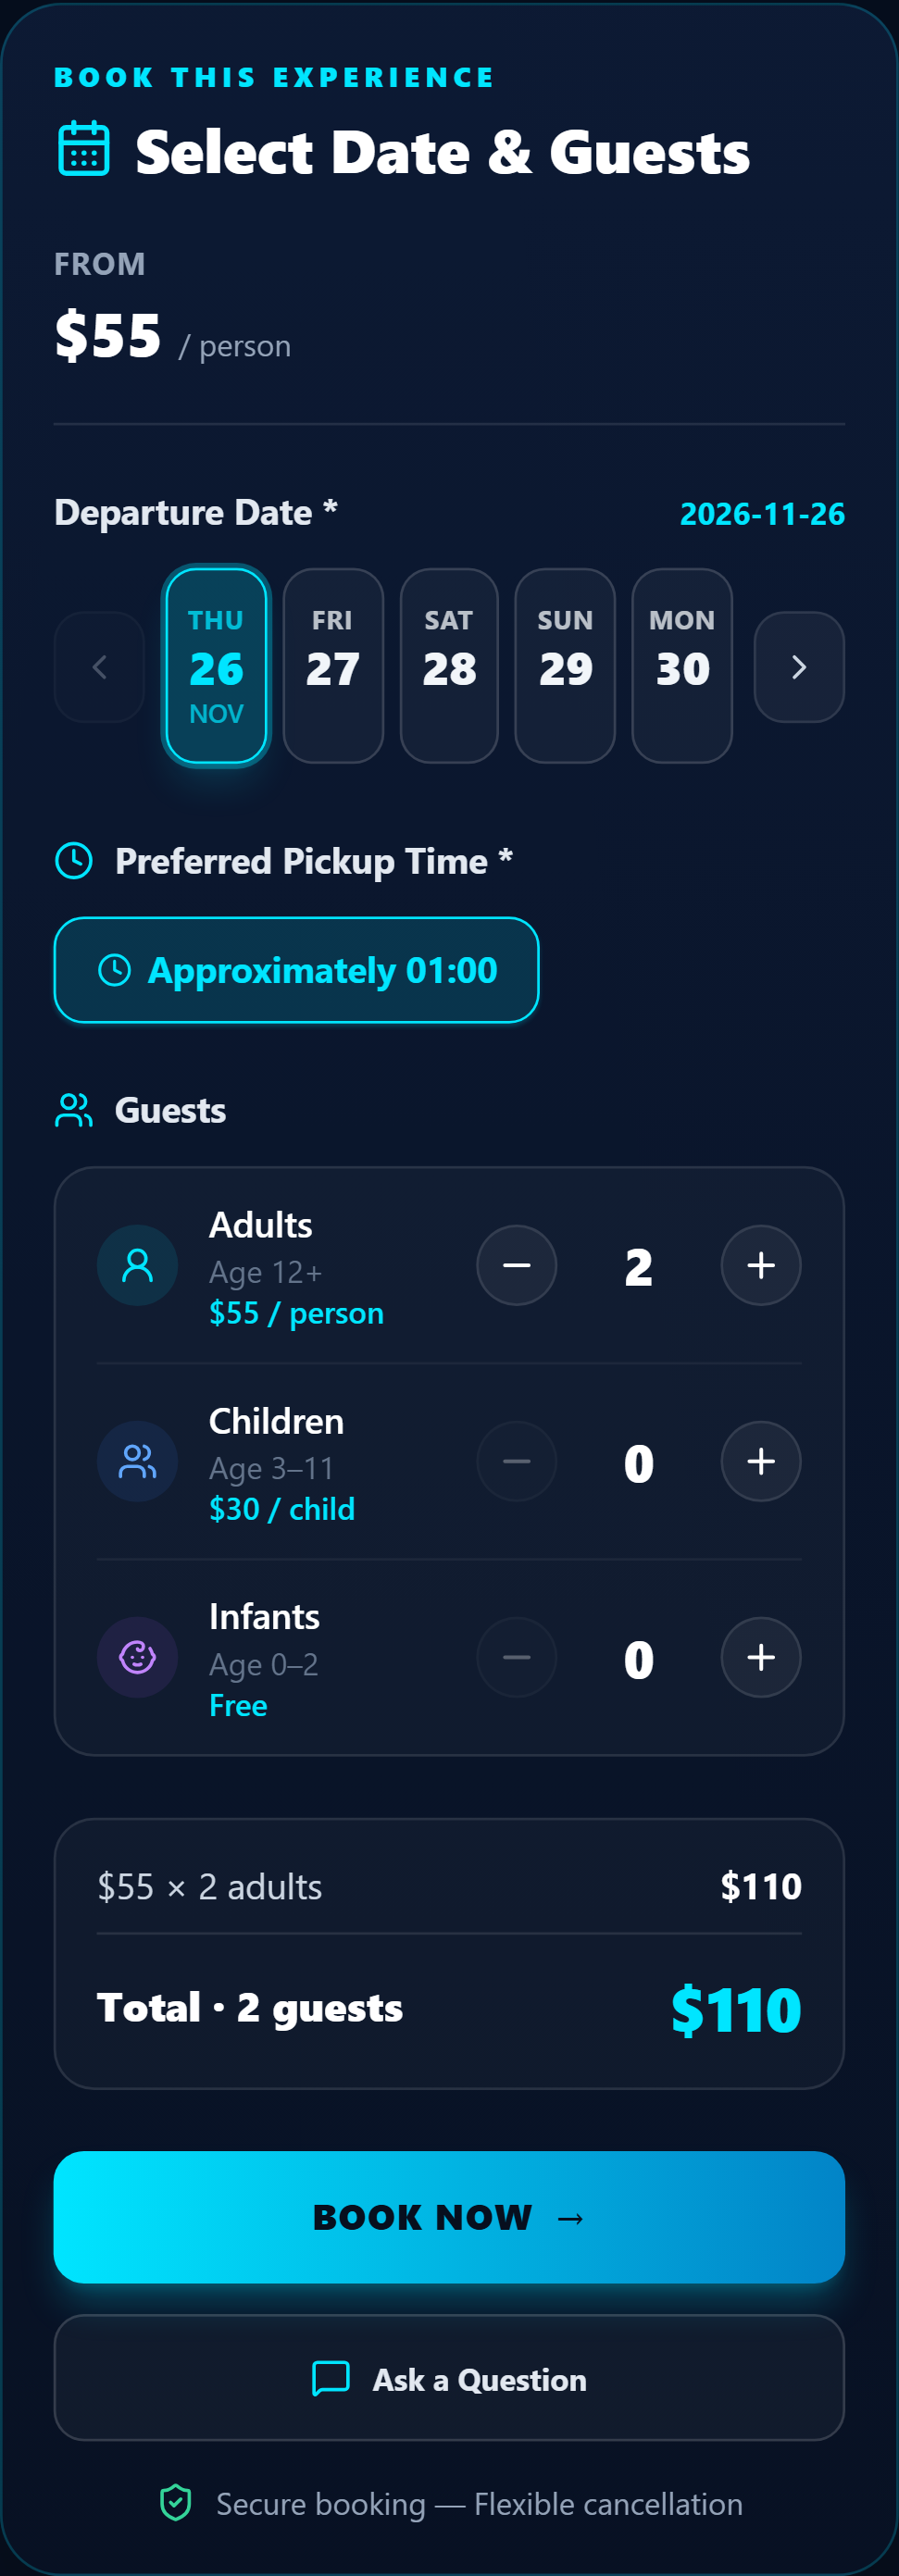 BOOK THIS EXPERIENCE
Select Date & Guests
FROM
$55 / person
Departure Date *
2026-11-26
THU
26
NOV
FRI
27
SAT
28
SUN
29
MON
30
Preferred Pickup Time *
Approximately 01:00
Guests
Adults
Age 12+
$55 / person
2
Children
Age 3–11
$30 / child
0
Infants
Age 0–2
Free
0
$55 × 2 adults
$110
Total · 2 guests
$110
BOOK NOW →
Ask a Question
Secure booking — Flexible cancellation